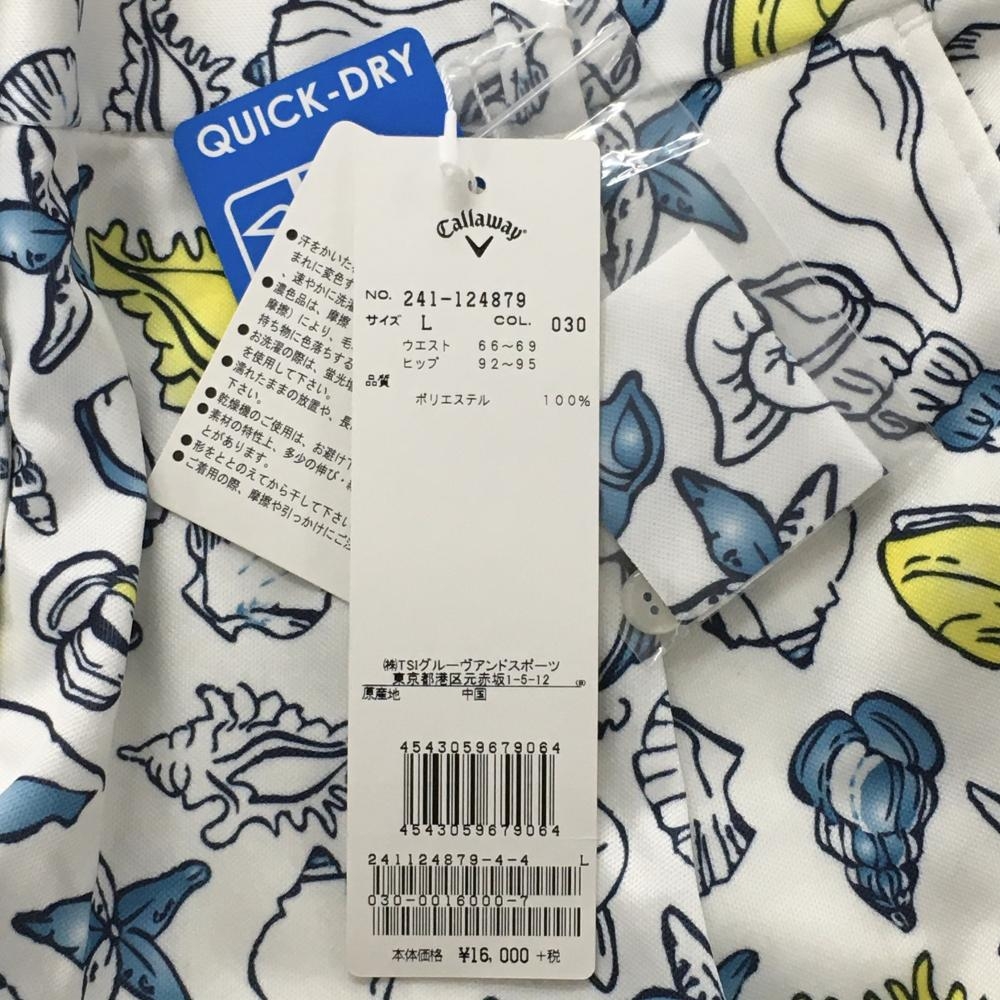 QUICK-DRY
●汗をかいた
まれに変色す
、速やかに洗濯
●濃色品は、摩擦
摩擦)により、毛
持ち物に色落ちする
●お洗濯の際は、蛍光増
を使用して下さい。
●濡れたままの放置や、長
下さい。
●乾燥機のご使用は、お避け下
●素材の特性上、多少の伸び・
とがあります。
●形をととのえてから干して下さい
●ご着用の際、摩擦や引っかけにご注
Callaway
NO. 241-124879
サイズ L COL. 030
ウエスト 66~69
ヒップ 92~95
品質
ポリエステル 100%
㈱TSIグルーヴアンドスポーツ
東京都港区元赤坂1-5-12
原産地 中国
4543059679064
4543059679064
241124879-4-4 L
030-0016000-7
本体価格 ¥16,000 +税